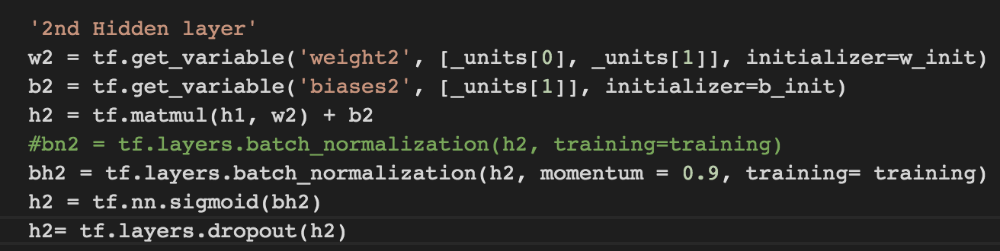 '2nd Hidden layer'
w2 = tf.get_variable('weight2', [_units[0], _units[1]], initializer=w_init)
b2 = tf.get_variable('biases2', [_units[1]], initializer=b_init)
h2 = tf.matmul(h1, w2) + b2
#bn2 = tf.layers.batch_normalization(h2, training=training)
bh2 = tf.layers.batch_normalization(h2, momentum = 0.9, training= training)
h2 = tf.nn.sigmoid(bh2)
h2= tf.layers.dropout(h2)